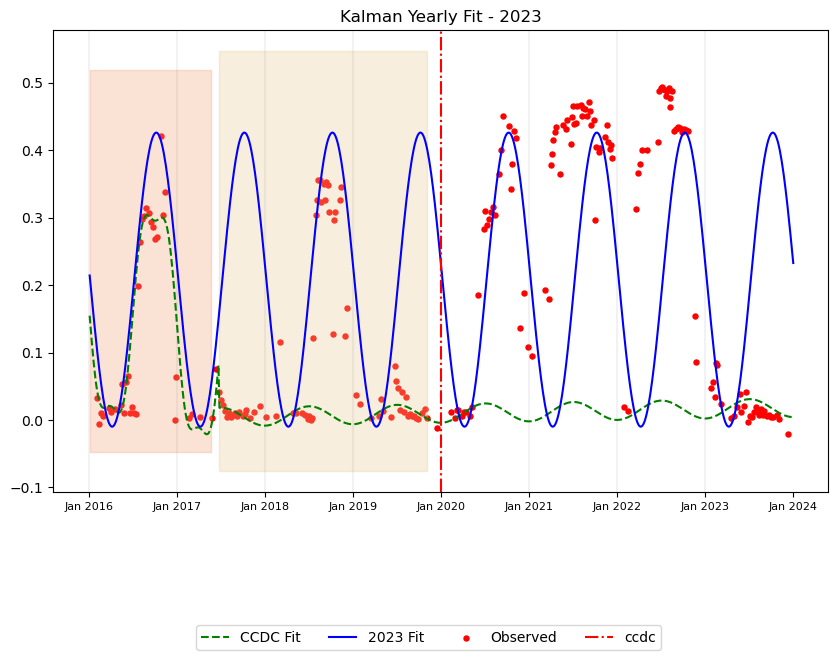 Kalman Yearly Fit - 2023
0.5
0.4
0.3
0.2
0.1
0.0
−0.1
Jan 2016 Jan 2017 Jan 2018 Jan 2019 Jan 2020 Jan 2021 Jan 2022 Jan 2023 Jan 2024
CCDC Fit 2023 Fit Observed ccdc